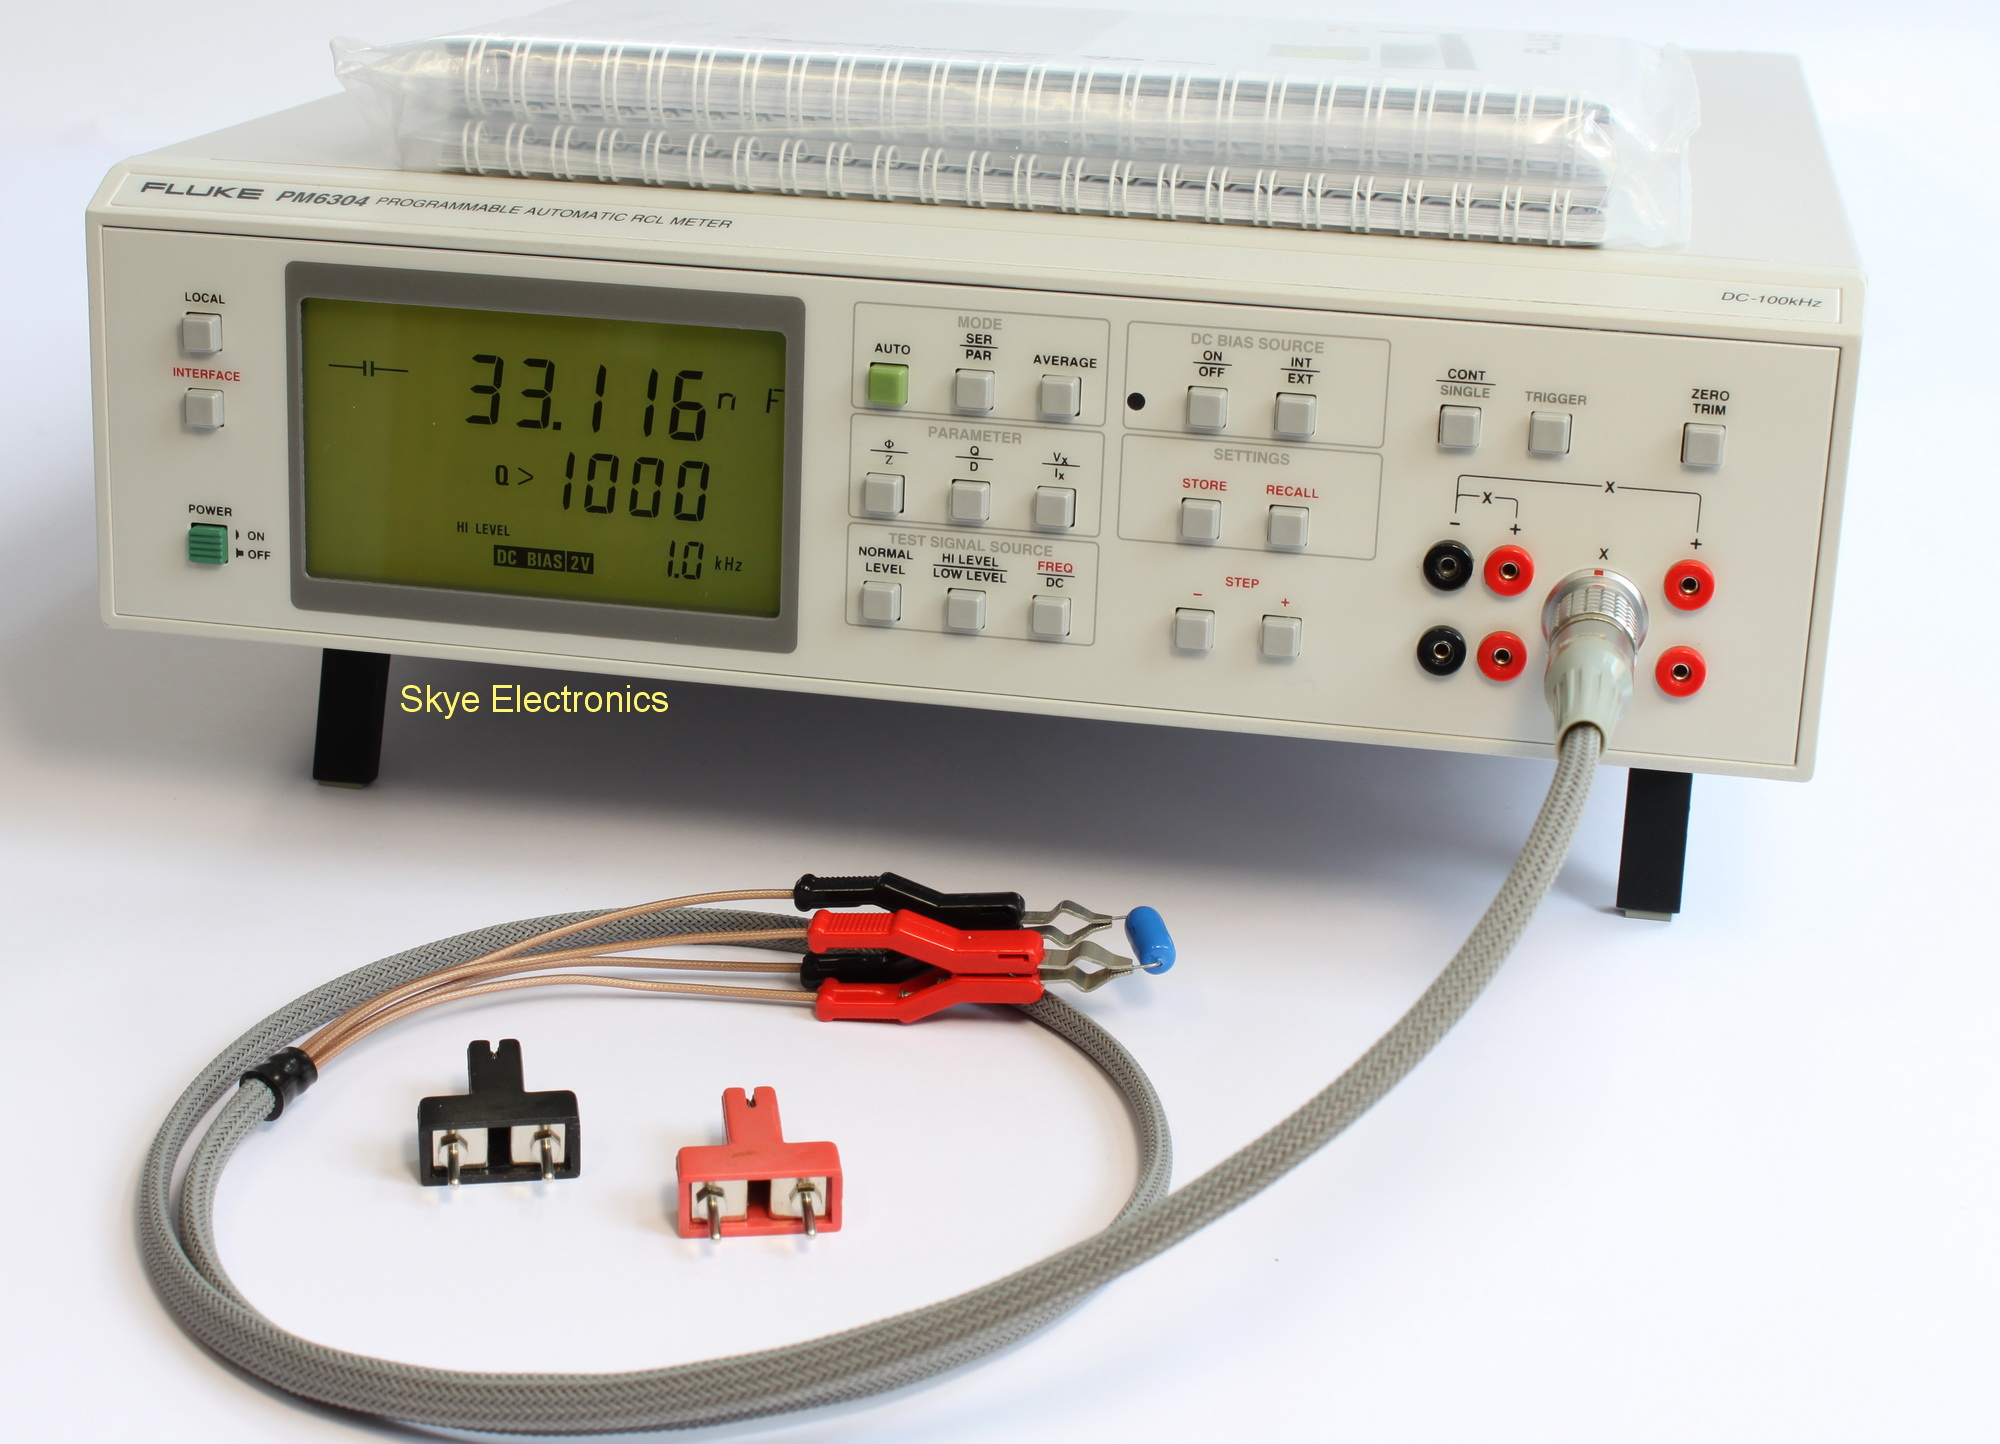 FLUKE PM6304 PROGRAMMABLE AUTOMATIC RCL METER
DC-100kHz
LOCAL
INTERFACE
POWER
ON
OFF
33.116 n F
Q > 1000
HI LEVEL
DC BIAS 2V
1.0 kHz
MODE
AUTO
SER
PAR
AVERAGE
PARAMETER
Φ
Z
Q
D
Vx
Ix
TEST SIGNAL SOURCE
NORMAL
LEVEL
HI LEVEL
LOW LEVEL
FREQ
DC
DC BIAS SOURCE
ON
OFF
INT
EXT
SETTINGS
STORE
RECALL
STEP
-
+
CONT
SINGLE
TRIGGER
ZERO
TRIM
X
X
-
+
+
X
Skye Electronics